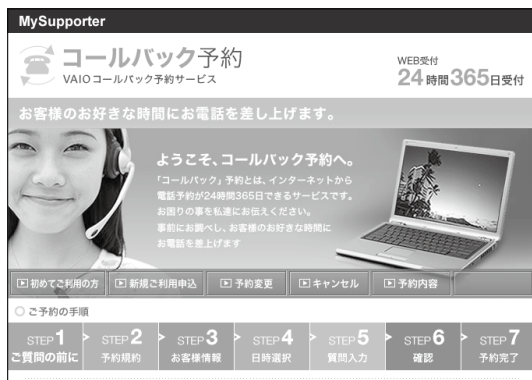 MySupporter
コールバック予約
VAIOコールバック予約サービス
WEB受付
24時間365日受付
お客様のお好きな時間にお電話を差し上げます。
ようこそ、コールバック予約へ。
「コールバック」予約とは、インターネットから
電話予約が24時間365日できるサービスです。
お困りの事を私達にお伝えください。
事前にお調べし、お客様のお好きな時間に
お電話を差上げます
初めてご利用の方 新規ご利用申込 予約変更 キャンセル 予約内容
ご予約の手順
STEP1 > STEP2 > STEP3 > STEP4 > STEP5 > STEP6 > STEP7
ご質問の前に 予約規約 お客様情報 日時選択 質問入力 確認 予約完了